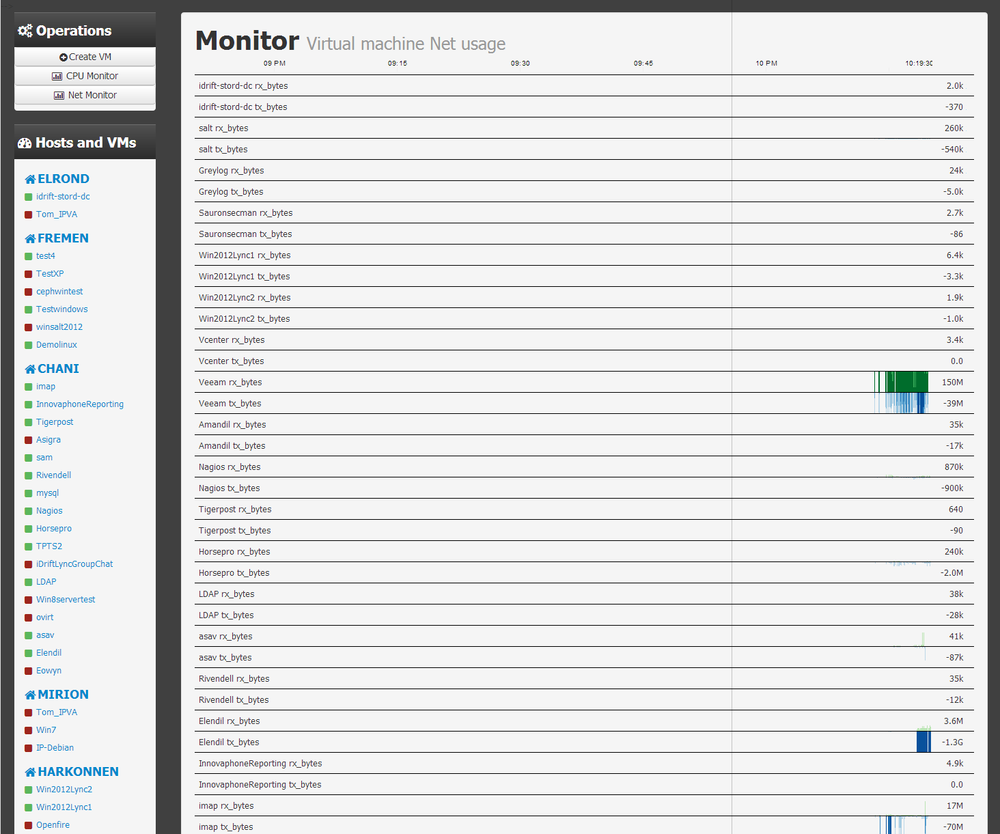 Operations
Create VM
CPU Monitor
Net Monitor
Hosts and VMs
ELROND
idrift-stord-dc
Tom_IPVA
FREMEN
test4
TestXP
cephwintest
Testwindows
winsalt2012
Demolinux
CHANI
imap
InnovaphoneReporting
Tigerpost
Asigra
sam
Rivendell
mysql
Nagios
Horsepro
TPTS2
iDriftLyncGroupChat
LDAP
Win8servertest
ovirt
asav
Elendil
Eowyn
MIRION
Tom_IPVA
Win7
IP-Debian
HARKONNEN
Win2012Lync2
Win2012Lync1
Openfire
Monitor Virtual machine Net usage
09 PM 09:15 09:30 09:45 10 PM 10:19:30
idrift-stord-dc rx_bytes 2.0k
idrift-stord-dc tx_bytes -370
salt rx_bytes 260k
salt tx_bytes -540k
Greylog rx_bytes 24k
Greylog tx_bytes -5.0k
Sauronsecman rx_bytes 2.7k
Sauronsecman tx_bytes -86
Win2012Lync1 rx_bytes 6.4k
Win2012Lync1 tx_bytes -3.3k
Win2012Lync2 rx_bytes 1.9k
Win2012Lync2 tx_bytes -1.0k
Vcenter rx_bytes 3.4k
Vcenter tx_bytes 0.0
Veeam rx_bytes 150M
Veeam tx_bytes -39M
Amandil rx_bytes 35k
Amandil tx_bytes -17k
Nagios rx_bytes 870k
Nagios tx_bytes -900k
Tigerpost rx_bytes 640
Tigerpost tx_bytes -90
Horsepro rx_bytes 240k
Horsepro tx_bytes -2.0M
LDAP rx_bytes 38k
LDAP tx_bytes -28k
asav rx_bytes 41k
asav tx_bytes -87k
Rivendell rx_bytes 35k
Rivendell tx_bytes -12k
Elendil rx_bytes 3.6M
Elendil tx_bytes -1.3G
InnovaphoneReporting rx_bytes 4.9k
InnovaphoneReporting tx_bytes 0.0
imap rx_bytes 17M
imap tx_bytes -70M